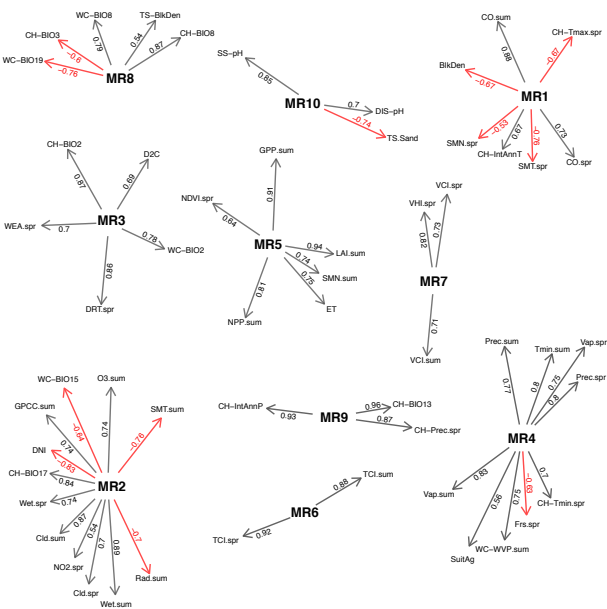 WC−BIO8
TS−BlkDen
CH−BIO3
CH−BIO8
WC−BIO19
0.79
0.54
0.87
−0.6
−0.76
MR8
SS−pH
0.85
MR10
0.7
DIS−pH
−0.74
TS.Sand
CO.sum
CH−Tmax.spr
0.88
−0.67
BlkDen
−0.67
MR1
−0.53
0.67
−0.76
0.73
SMN.spr
CH−IntAnnT
SMT.spr
CO.spr
CH−BIO2
D2C
0.87
0.69
MR3
WEA.spr
0.7
0.78
WC−BIO2
0.86
DRT.spr
GPP.sum
0.91
NDVI.spr
0.64
MR5
0.94
LAI.sum
0.74
SMN.sum
0.75
ET
0.81
NPP.sum
VCI.spr
VHI.spr
0.73
0.82
MR7
0.71
VCI.sum
WC−BIO15
O3.sum
GPCC.sum
SMT.sum
−0.64
0.74
−0.76
0.74
DNI
−0.83
CH−BIO17
0.84
MR2
Wet.spr
0.74
0.87
Cld.sum
0.54
0.7
0.89
−0.7
NO2.spr
Cld.spr
Wet.sum
Rad.sum
CH−IntAnnP
0.93
MR9
0.96
CH−BIO13
0.87
CH−Prec.spr
TCI.sum
0.88
MR6
0.92
TCI.spr
Prec.sum
Tmin.sum
Vap.spr
Prec.spr
0.77
0.8
0.75
0.8
MR4
0.83
Vap.sum
0.56
0.75
−0.63
0.7
CH−Tmin.spr
Frs.spr
WC−WVP.sum
SuitAg